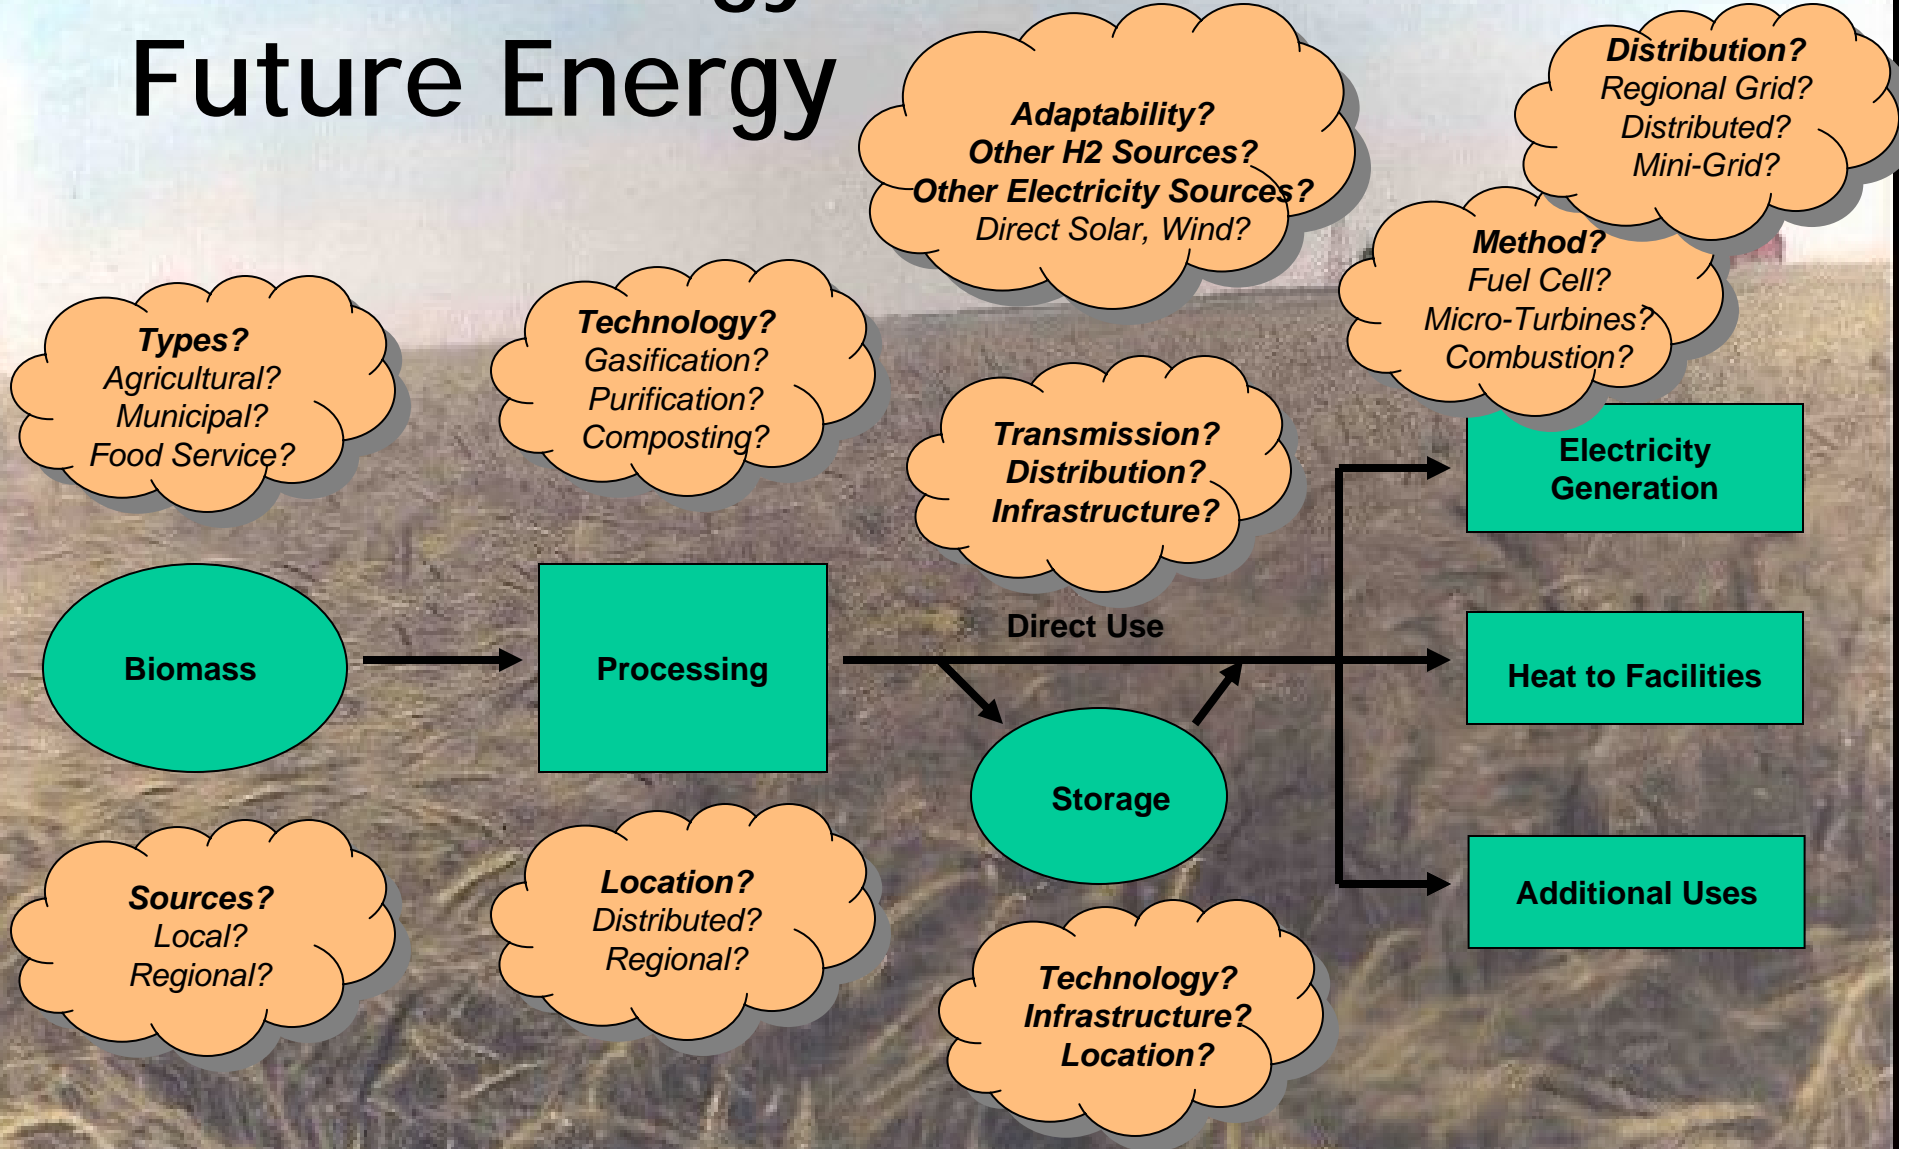 Future Energy
Adaptability?
Other H2 Sources?
Other Electricity Sources?
Direct Solar, Wind?
Distribution?
Regional Grid?
Distributed?
Mini-Grid?
Method?
Fuel Cell?
Micro-Turbines?
Combustion?
Types?
Agricultural?
Municipal?
Food Service?
Technology?
Gasification?
Purification?
Composting?
Transmission?
Distribution?
Infrastructure?
Electricity
Generation
Direct Use
Biomass
Processing
Heat to Facilities
Storage
Additional Uses
Sources?
Local?
Regional?
Location?
Distributed?
Regional?
Technology?
Infrastructure?
Location?